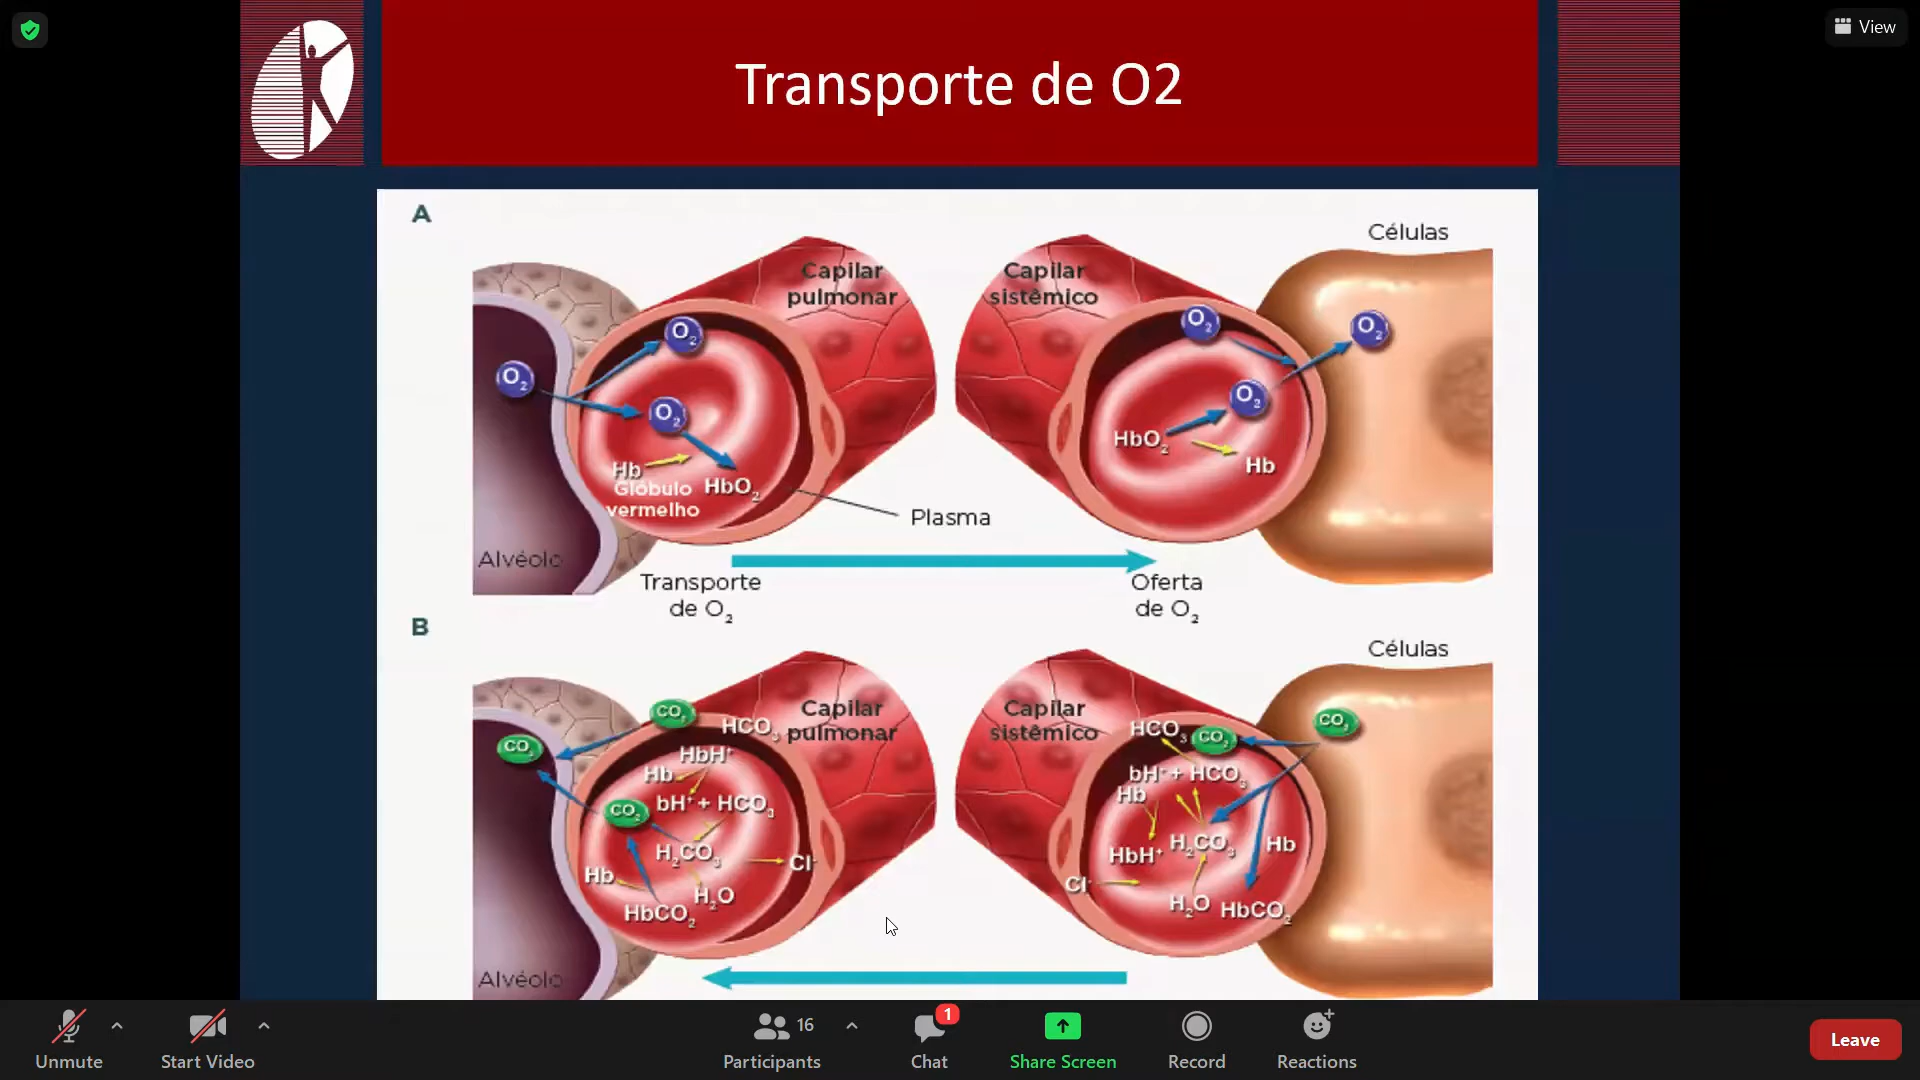 View
Transporte de O2
A
Células
Capilar
pulmonar
Capilar
sistêmico
O₂
O₂
O₂
O₂
O₂
O₂
Hb
HbO₂
Glóbulo
vermelho
HbO₂
Hb
Plasma
Alvéolo
Transporte
de O₂
Oferta
de O₂
B
Células
Capilar
pulmonar
Capilar
sistêmico
CO₂
HCO₃
CO₂
HbH⁺
Hb
bH⁺ + HCO₃
CO₂
H₂CO₃
Cl⁻
Hb
H₂O
HbCO₂
HCO₃
CO₂
CO₂
bH⁺ + HCO₃
Hb
HbH⁺
H₂CO₃
Hb
Cl⁻
H₂O
HbCO₂
Alvéolo
Unmute
Start Video
16
Participants
1
Chat
Share Screen
Record
Reactions
Leave